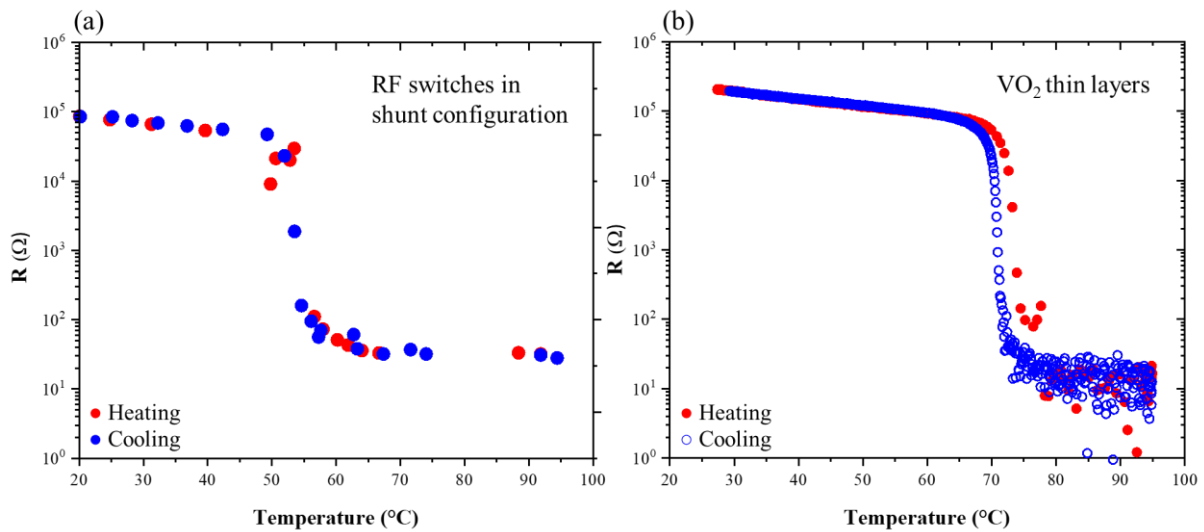 (a)
RF switches in
shunt configuration
10⁶
10⁵
10⁴
10³
10²
10¹
10⁰
R (Ω)
Heating
Cooling
20 30 40 50 60 70 80 90 100
Temperature (°C)
(b)
VO₂ thin layers
10⁶
10⁵
10⁴
10³
10²
10¹
10⁰
R (Ω)
Heating
Cooling
20 30 40 50 60 70 80 90 100
Temperature (°C)